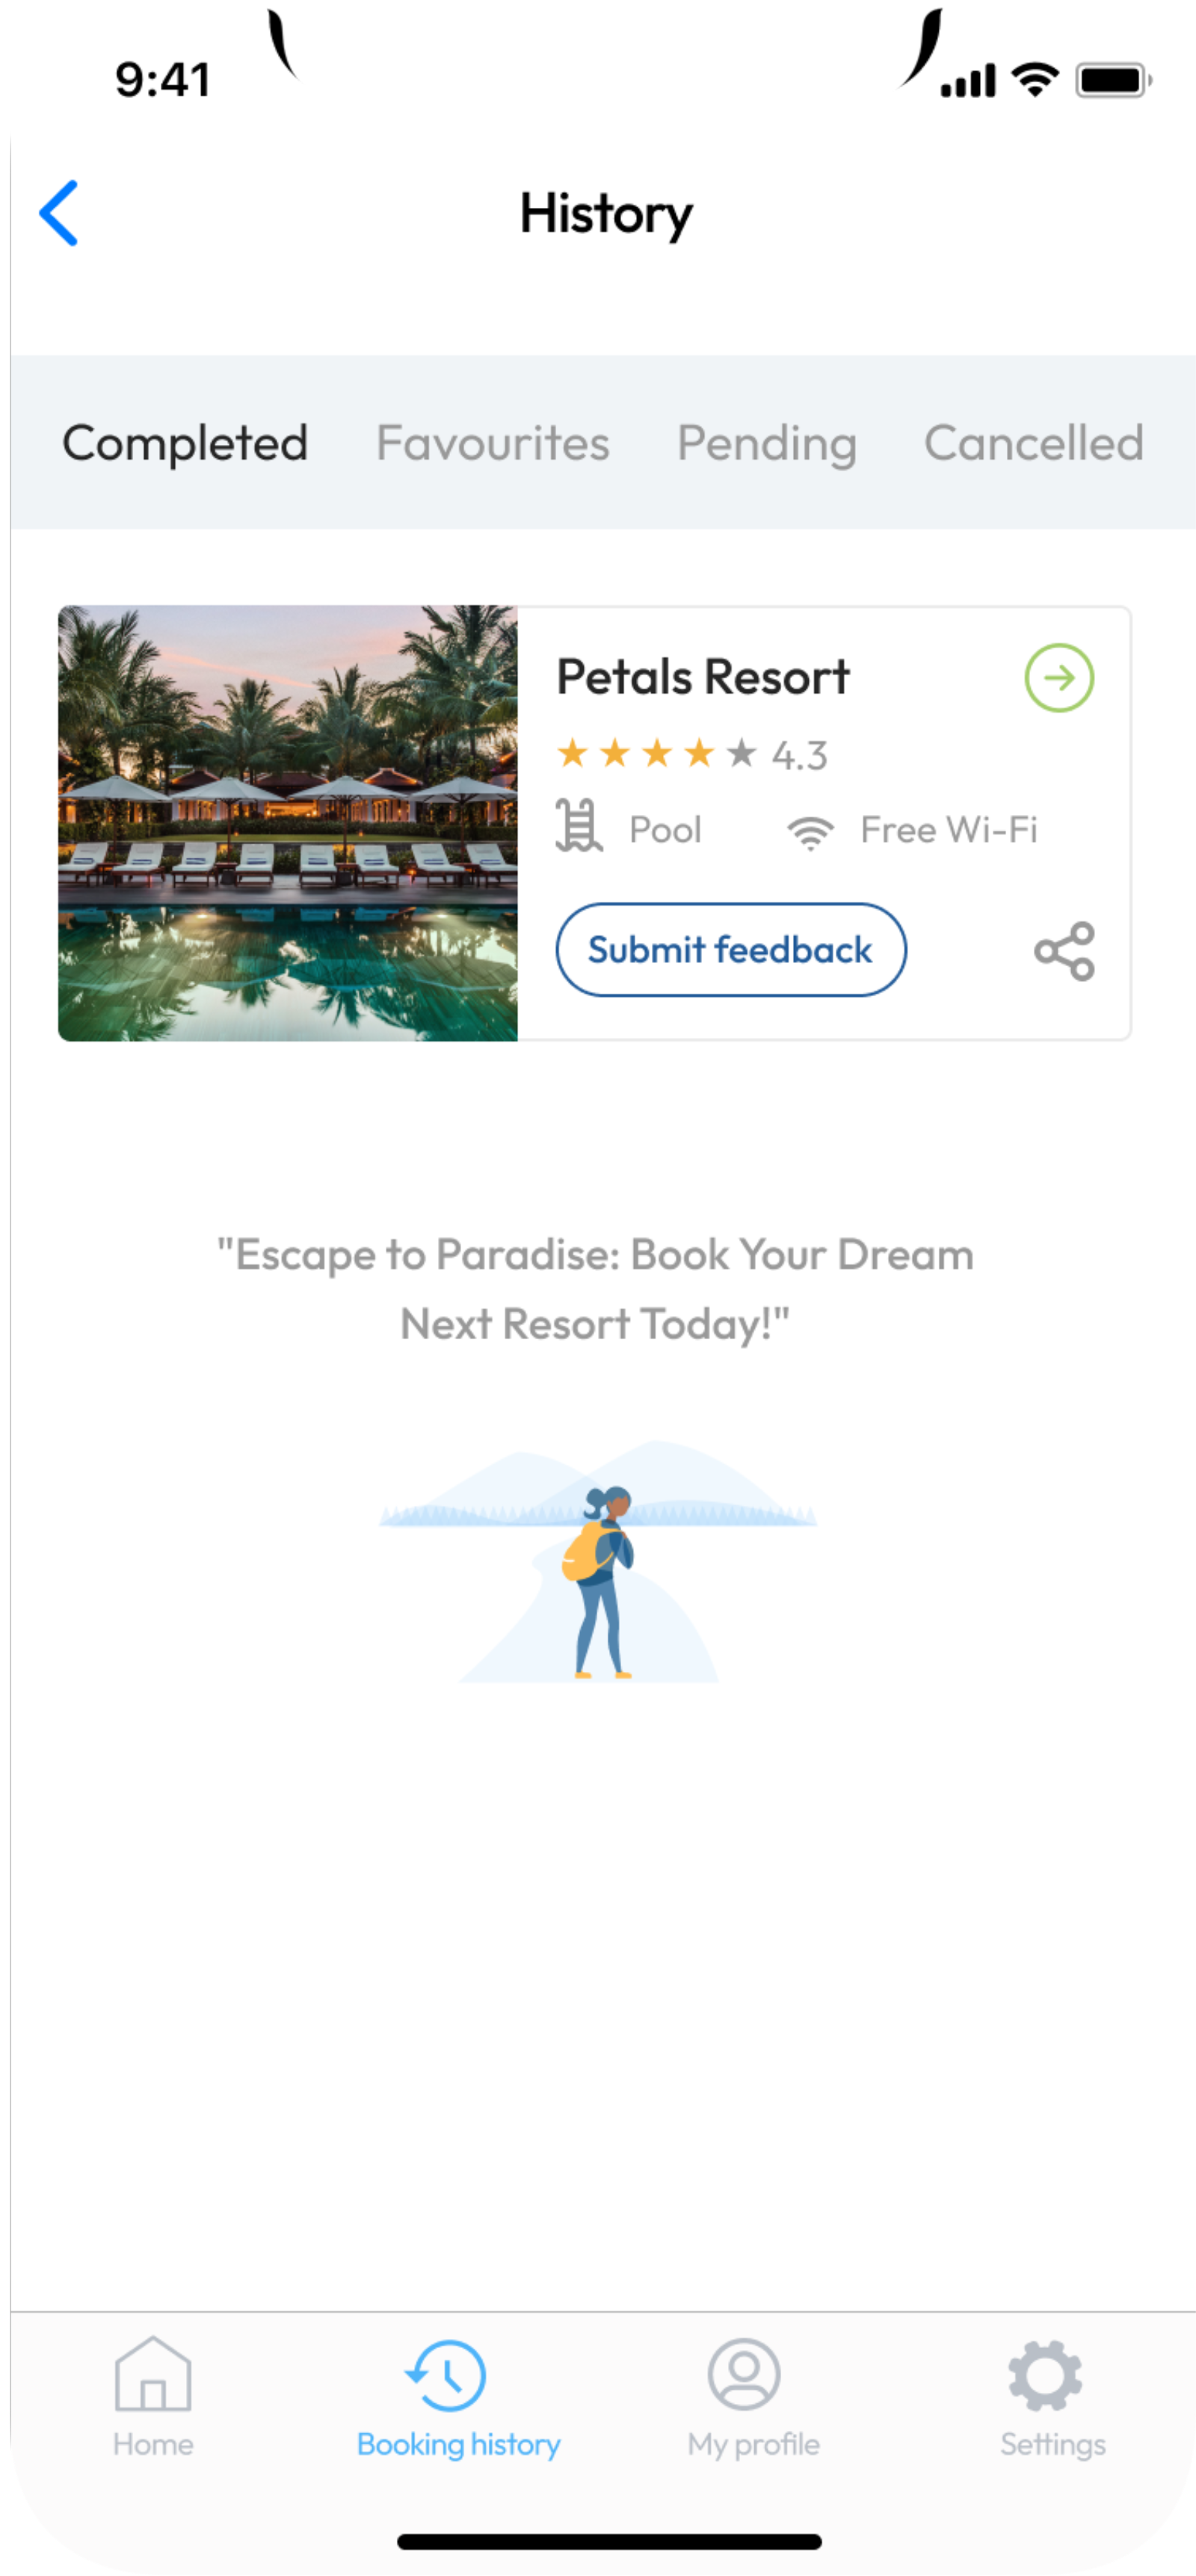 9:41
History
Completed Favourites Pending Cancelled
Petals Resort
4.3
Pool Free Wi-Fi
Submit feedback
"Escape to Paradise: Book Your Dream
Next Resort Today!"
Home Booking history My profile Settings